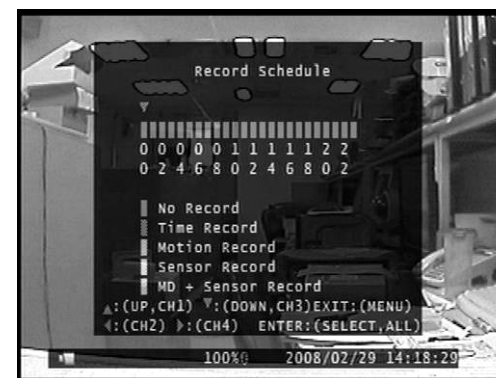 Record Schedule
0 0 0 0 0 1 1 1 1 1 2 2
0 2 4 6 8 0 2 4 6 8 0 2
No Record
Time Record
Motion Record
Sensor Record
MD + Sensor Record
▲:(UP,CH1) ▼:(DOWN,CH3)EXIT:(MENU)
◀:(CH2) ▶:(CH4) ENTER:(SELECT,ALL)
100% 2008/02/29 14:18:29